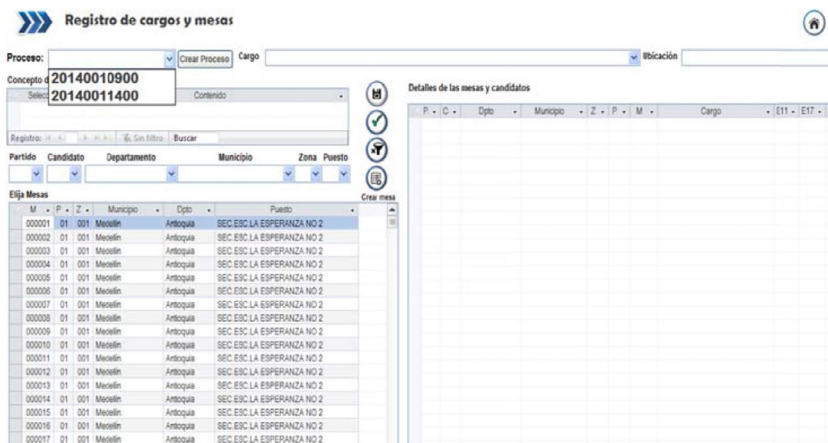 Registro de cargos y mesas
Proceso: Crear Proceso Cargo Ubicación
20140010900
20140011400
Concepto d
Selecc Contenido
Registro: Sin filtro Buscar
Partido Candidato Departamento Municipio Zona Puesto
Elija Mesas
Crear mesa
M P Z Municipio Dpto Puesto
000001 01 001 Medellín Antioquia SEC.ESC.LA ESPERANZA NO 2
000002 01 001 Medellín Antioquia SEC.ESC.LA ESPERANZA NO 2
000003 01 001 Medellín Antioquia SEC.ESC.LA ESPERANZA NO 2
000004 01 001 Medellín Antioquia SEC.ESC.LA ESPERANZA NO 2
000005 01 001 Medellín Antioquia SEC.ESC.LA ESPERANZA NO 2
000006 01 001 Medellín Antioquia SEC.ESC.LA ESPERANZA NO 2
000007 01 001 Medellín Antioquia SEC.ESC.LA ESPERANZA NO 2
000008 01 001 Medellín Antioquia SEC.ESC.LA ESPERANZA NO 2
000009 01 001 Medellín Antioquia SEC.ESC.LA ESPERANZA NO 2
000010 01 001 Medellín Antioquia SEC.ESC.LA ESPERANZA NO 2
000011 01 001 Medellín Antioquia SEC.ESC.LA ESPERANZA NO 2
000012 01 001 Medellín Antioquia SEC.ESC.LA ESPERANZA NO 2
000013 01 001 Medellín Antioquia SEC.ESC.LA ESPERANZA NO 2
000014 01 001 Medellín Antioquia SEC.ESC.LA ESPERANZA NO 2
000015 01 001 Medellín Antioquia SEC.ESC.LA ESPERANZA NO 2
000016 01 001 Medellín Antioquia SEC.ESC.LA ESPERANZA NO 2
000017 01 001 Medellín Antioquia SEC.ESC.LA ESPERANZA NO 2
Detalles de las mesas y candidatos
P. C Dpto Municipio Z P M Cargo E11 E17